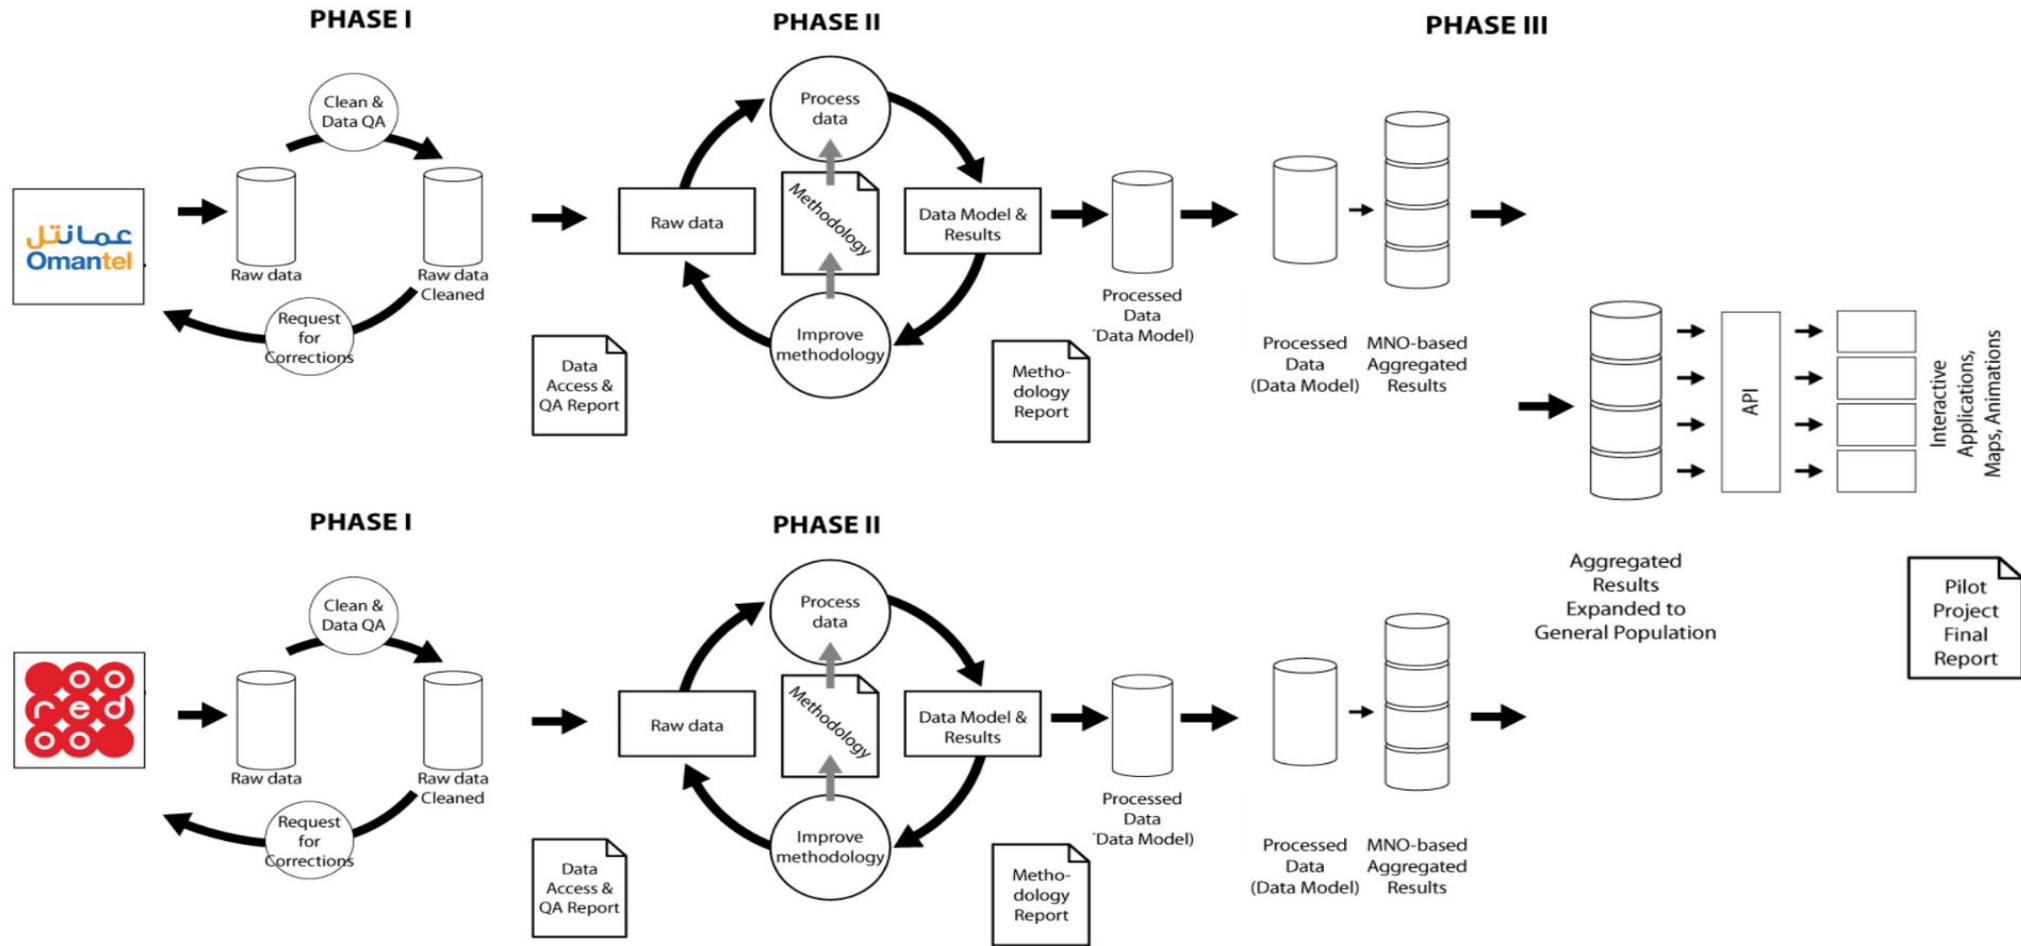 PHASE I
PHASE II
PHASE III
Clean &
Data QA
عمانتل
Omantel
Raw data
Raw data
Cleaned
Request
for
Corrections
Data
Access &
QA Report
Process
data
Raw data
Methodology
Data Model &
Results
Improve
methodology
Metho-
dology
Report
Processed
Data
(Data Model)
Processed
Data
(Data Model)
MNO-based
Aggregated
Results
API
Interactive
Applications,
Maps, Animations
Aggregated
Results
Expanded to
General Population
Pilot
Project
Final
Report
PHASE I
PHASE II
Clean &
Data QA
ooredoo
Raw data
Raw data
Cleaned
Request
for
Corrections
Data
Access &
QA Report
Process
data
Raw data
Methodology
Data Model &
Results
Improve
methodology
Metho-
dology
Report
Processed
Data
(Data Model)
Processed
Data
(Data Model)
MNO-based
Aggregated
Results